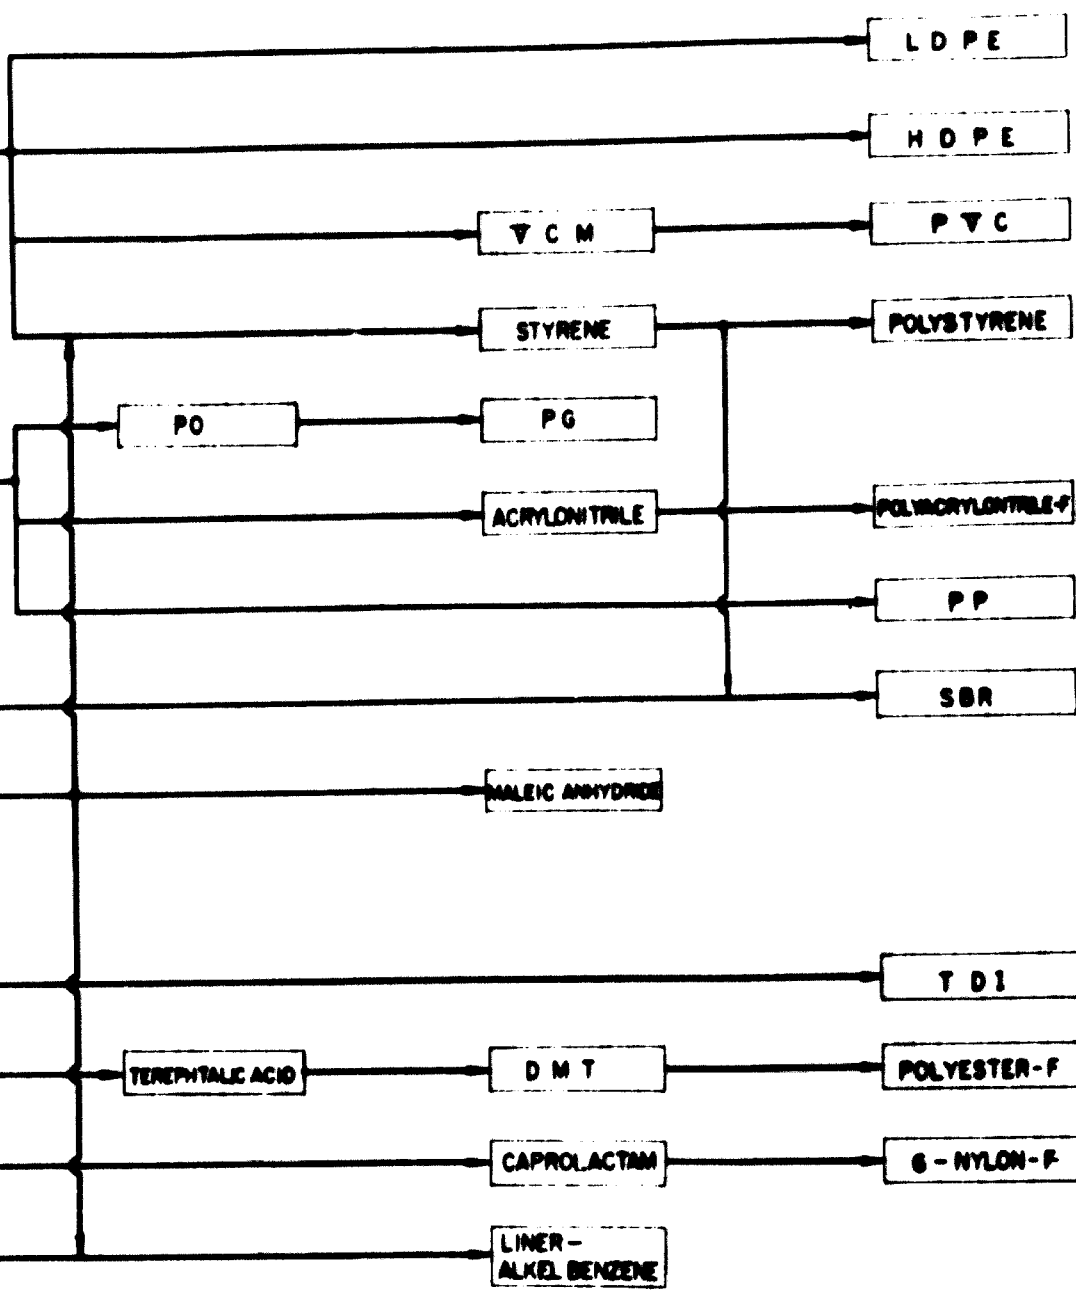 LDPE
HDPE
VCM
PVC
STYRENE
POLYSTYRENE
PO
PG
ACRYLONITRILE
POLYACRYLONTRILE-F
PP
SBR
MALEIC ANHYDRIDE
TDI
TEREPHTALIC ACID
DMT
POLYESTER-F
CAPROLACTAM
6-NYLON-F
LINER-
ALKEL BENZENE